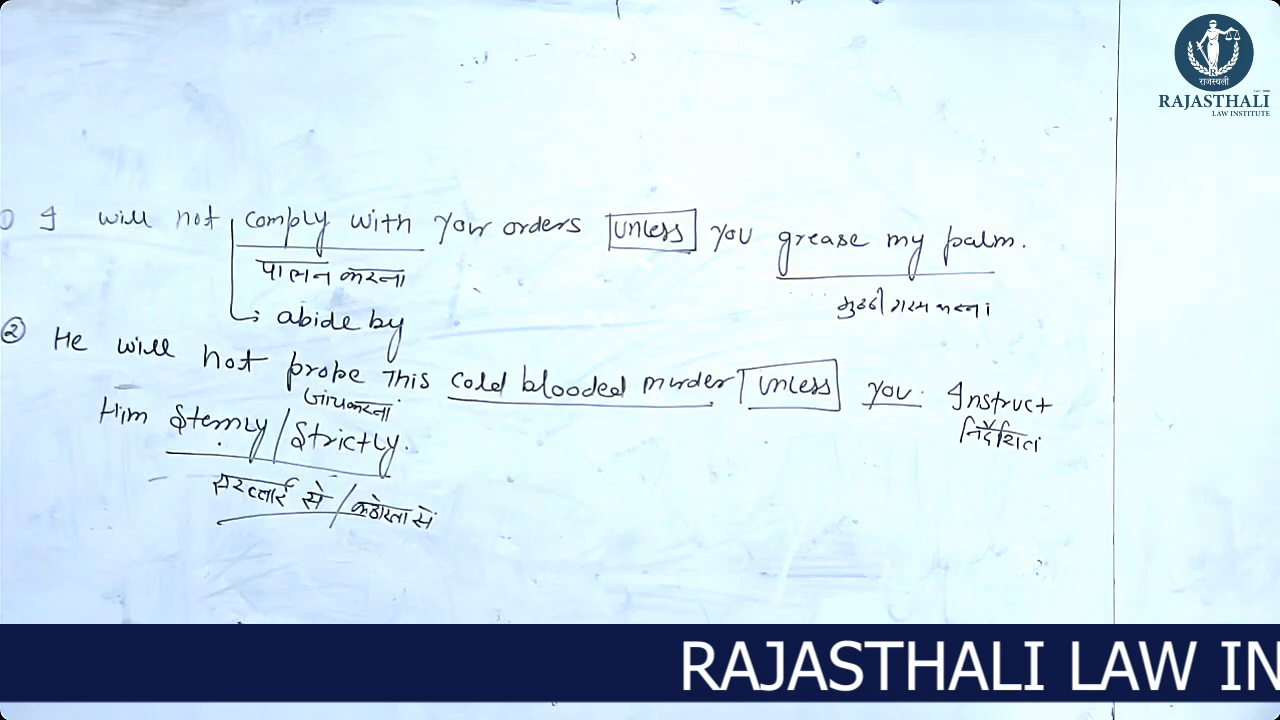 राजस्थली
RAJASTHALI
LAW INSTITUTE
I will not comply with your orders unless you grease my palm.
पालन करना
मुठ्ठी गरम करना
abide by
② He will not probe this cold blooded murder unless you Instruct
जांच करना
निर्देशित
Him Sternly/Strictly.
सख्ताई से/कठोरता से
RAJASTHALI LAW IN